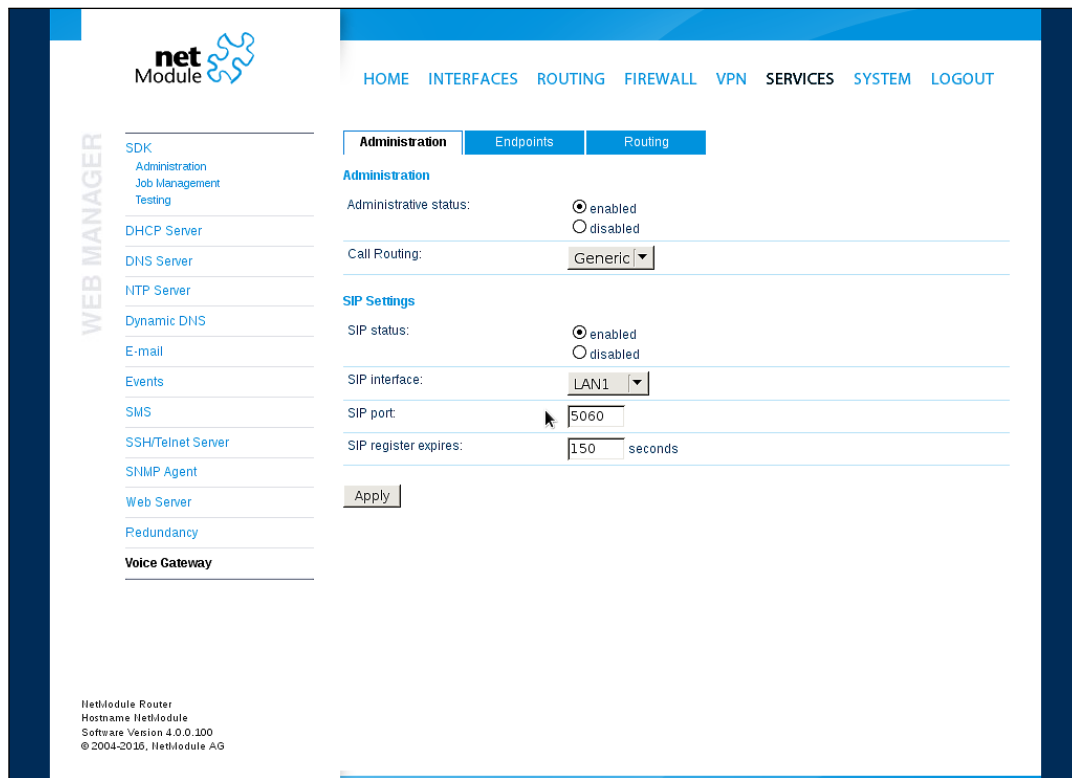 net
Module
HOME INTERFACES ROUTING FIREWALL VPN SERVICES SYSTEM LOGOUT
WEB MANAGER
SDK
Administration
Job Management
Testing
DHCP Server
DNS Server
NTP Server
Dynamic DNS
E-mail
Events
SMS
SSH/Telnet Server
SNMP Agent
Web Server
Redundancy
Voice Gateway
Administration Endpoints Routing
Administration
Administrative status: enabled
disabled
Call Routing: Generic
SIP Settings
SIP status: enabled
disabled
SIP interface: LAN1
SIP port: 5060
SIP register expires: 150 seconds
Apply
NetModule Router
Hostname NetModule
Software Version 4.0.0.100
© 2004-2016, NetModule AG